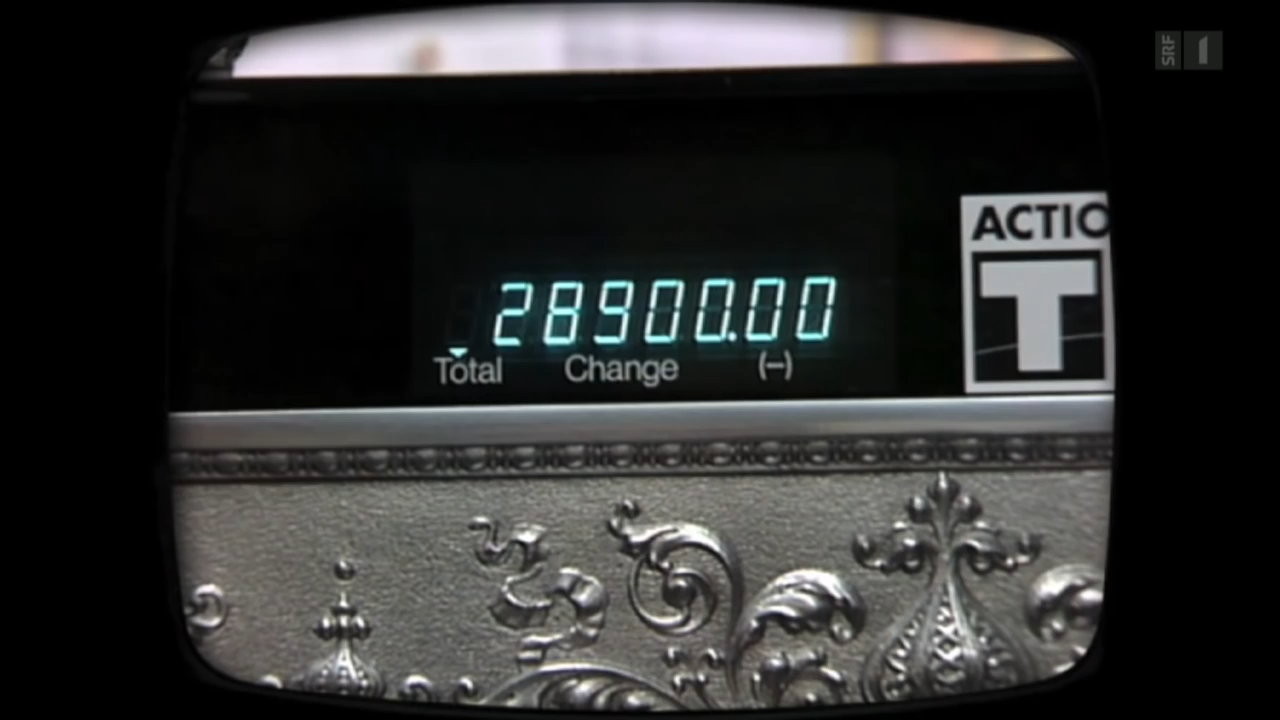 SRF 1
ACTIO
T
28900.00
Total Change (-)